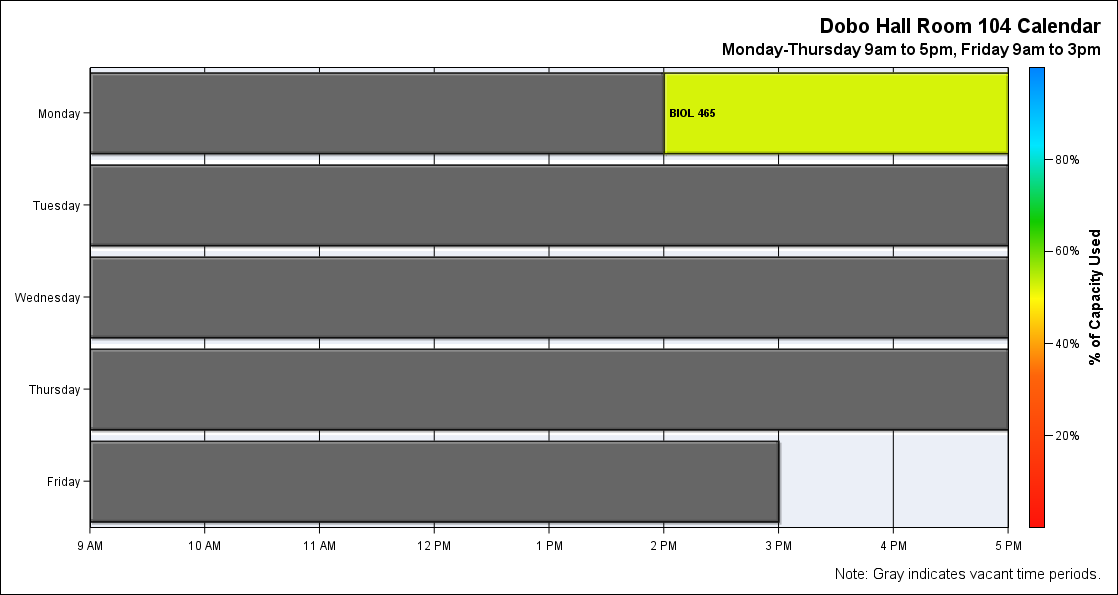 Dobo Hall Room 104 Calendar
Monday-Thursday 9am to 5pm, Friday 9am to 3pm
Monday
BIOL 465
Tuesday
Wednesday
Thursday
Friday
9 AM 10 AM 11 AM 12 PM 1 PM 2 PM 3 PM 4 PM 5 PM
80%
60%
40%
20%
% of Capacity Used
Note: Gray indicates vacant time periods.